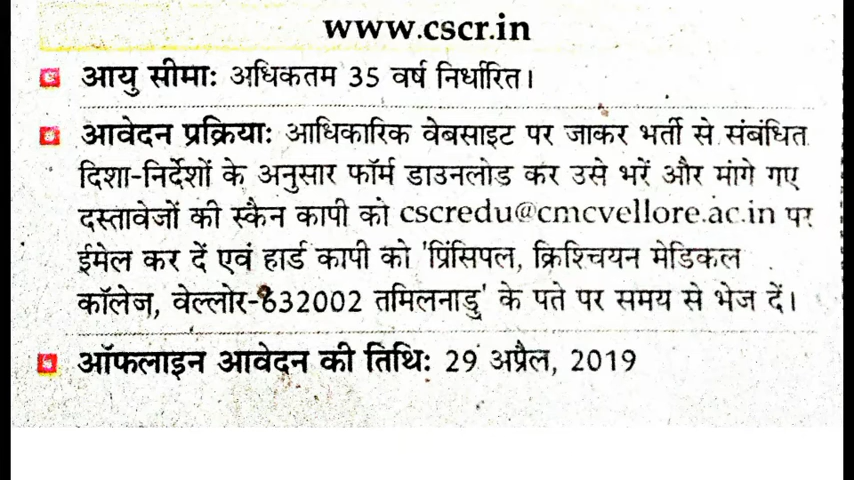 www.cscr.in
आयु सीमा: अधिकतम 35 वर्ष निर्धारित।
आवेदन प्रक्रिया: आधिकारिक वेबसाइट पर जाकर भर्ती से संबंधित
दिशा-निर्देशों के अनुसार फॉर्म डाउनलोड कर उसे भरें और मांगे गए
दस्तावेजों की स्कैन कापी को cscredu@cmcvellore.ac.in पर
ईमेल कर दें एवं हार्ड कापी को 'प्रिंसिपल, क्रिश्चियन मेडिकल
कॉलेज, वेल्लोर-632002 तमिलनाडु' के पते पर समय से भेज दें।
ऑफलाइन आवेदन की तिथि: 29 अप्रैल, 2019